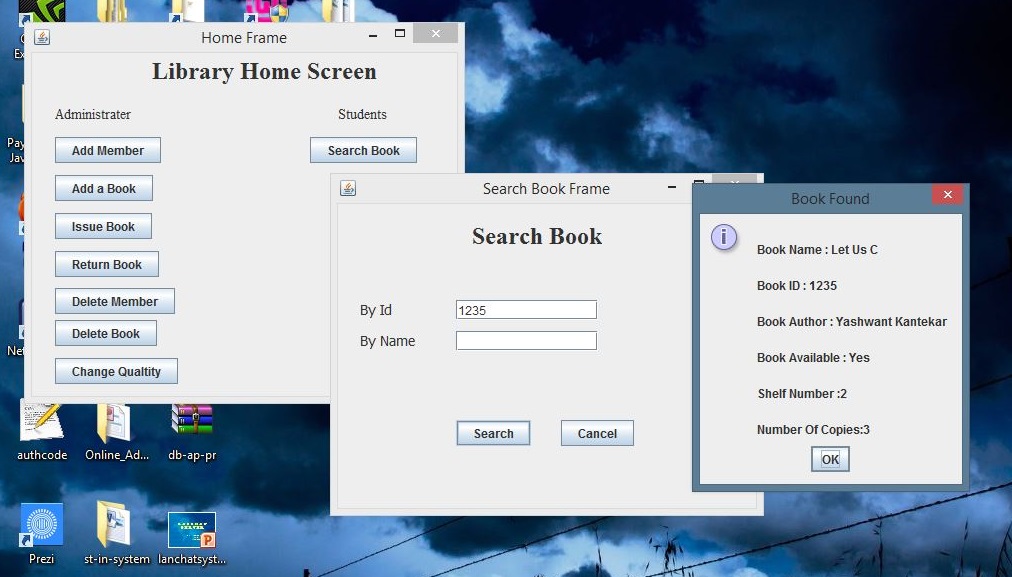 Home Frame
Library Home Screen
Administrater
Students
Add Member
Search Book
Add a Book
Issue Book
Return Book
Delete Member
Delete Book
Change Qualtity
Search Book Frame
Search Book
By Id
1235
By Name
Search
Cancel
Book Found
Book Name : Let Us C
Book ID : 1235
Book Author : Yashwant Kantekar
Book Available : Yes
Shelf Number :2
Number Of Copies:3
OK
authcode
Online_Ad...
db-ap-pr
Prezi
st-in-system
lanchatsyst...